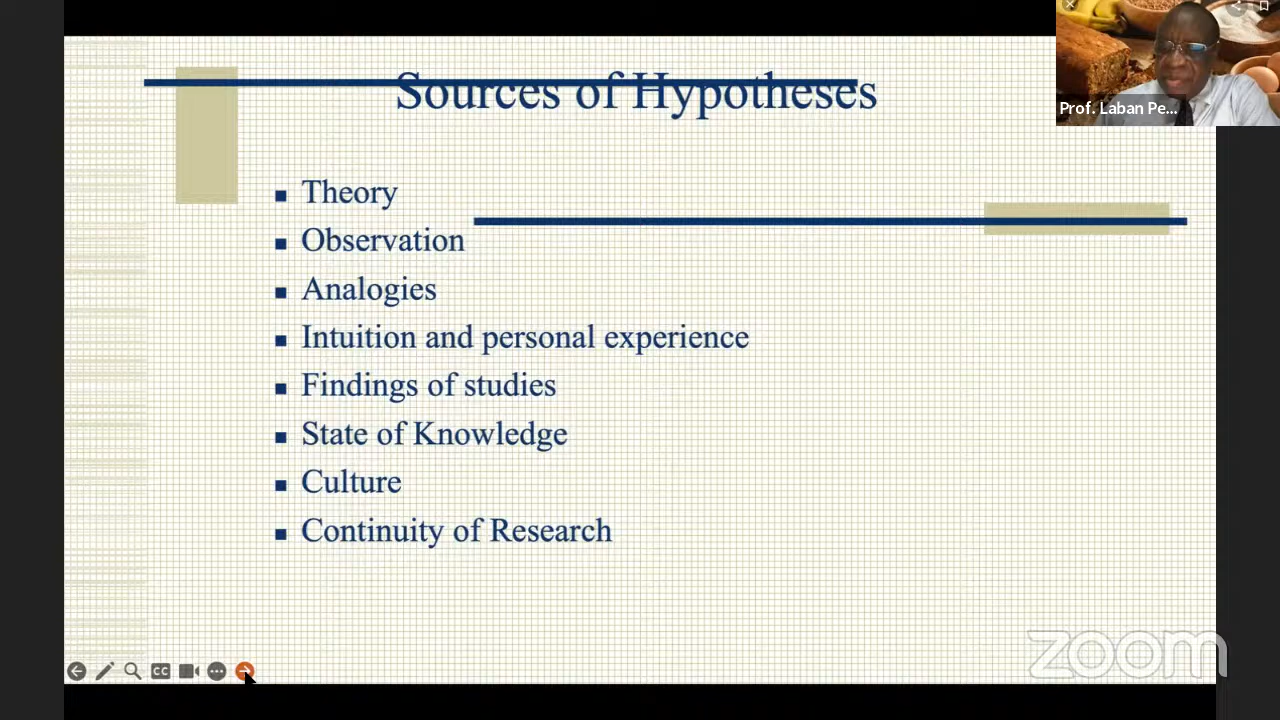 Sources of Hypotheses
Prof. Laban Pe...
Theory
Observation
Analogies
Intuition and personal experience
Findings of studies
State of Knowledge
Culture
Continuity of Research
CC
zoom